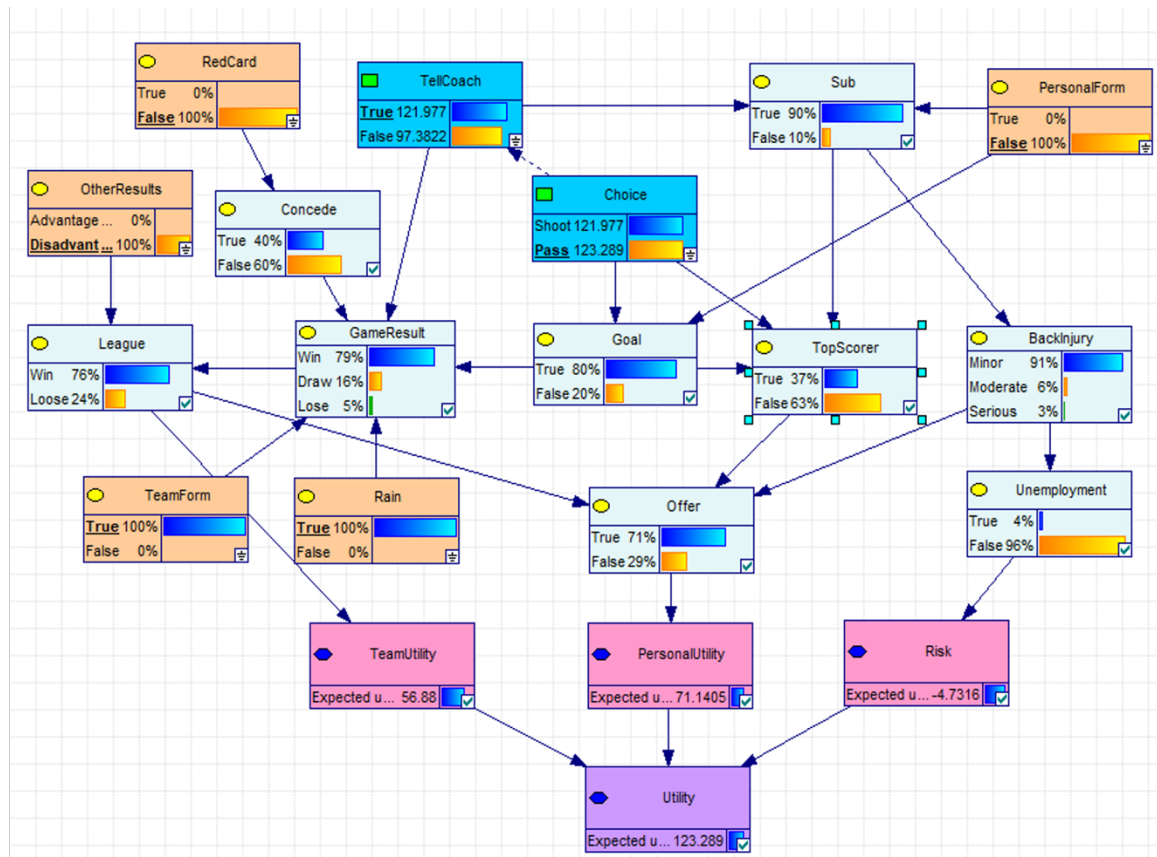 RedCard
True 0%
False 100%
TellCoach
True 121.977
False 97.3822
Sub
True 90%
False 10%
PersonalForm
True 0%
False 100%
OtherResults
Advantage ... 0%
Disadvant ... 100%
Concede
True 40%
False 60%
Choice
Shoot 121.977
Pass 123.289
League
Win 76%
Loose 24%
GameResult
Win 79%
Draw 16%
Lose 5%
Goal
True 80%
False 20%
TopScorer
True 37%
False 63%
BackInjury
Minor 91%
Moderate 6%
Serious 3%
TeamForm
True 100%
False 0%
Rain
True 100%
False 0%
Offer
True 71%
False 29%
Unemployment
True 4%
False 96%
TeamUtility
Expected u... 56.88
PersonalUtility
Expected u... 71.1405
Risk
Expected u... -4.7316
Utility
Expected u... 123.289